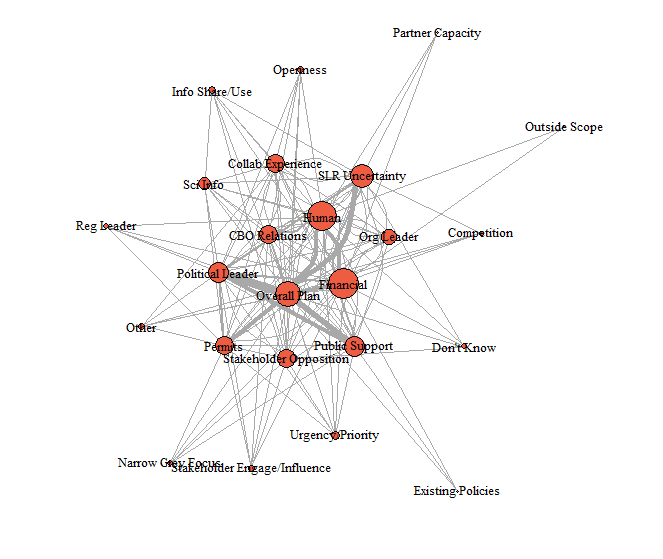 Partner Capacity
Openness
Info Share/Use
Outside Scope
Collab Experience
SLR Uncertainty
Sci Info
Human
Reg Leader
CBO Relations
Org Leader
Competition
Political Leader
Financial
Overall Plan
Other
Permits
Public Support
Don't Know
Stakeholder Opposition
Urgency/Priority
Narrow Grey Focus
Stakeholder Engage/Influence
Existing Policies